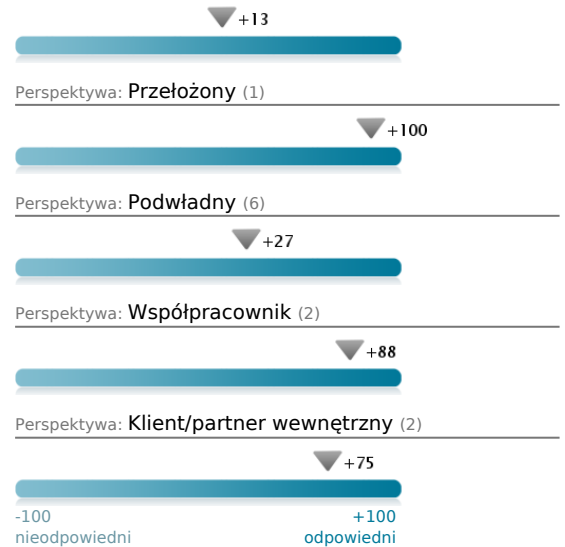 +13
Perspektywa: Przełożony (1)
+100
Perspektywa: Podwładny (6)
+27
Perspektywa: Współpracownik (2)
+88
Perspektywa: Klient/partner wewnętrzny (2)
+75
-100 +100
nieodpowiedni odpowiedni